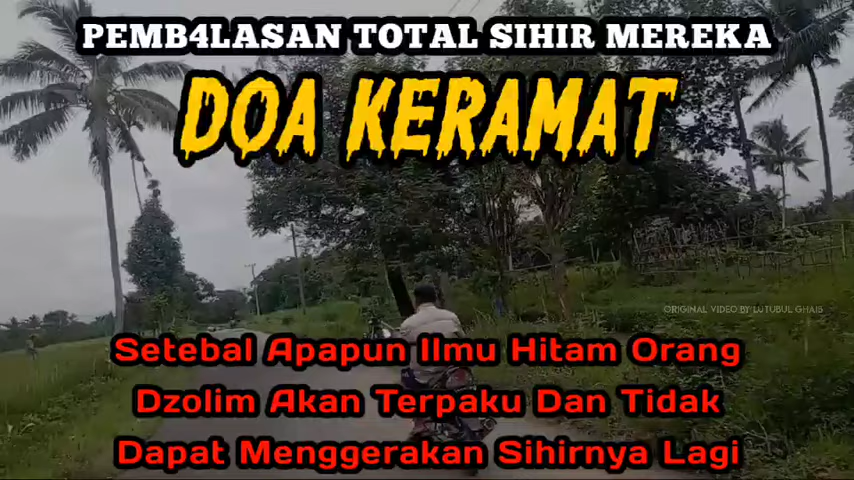 PEMB4LASAN TOTAL SIHIR MEREKA
DOA KERAMAT
ORIGINAL VIDEO BY LUTUBUL GHAIB
Setebal Apapun Ilmu Hitam Orang
Dzolim Akan Terpaku Dan Tidak
Dapat Menggerakan Sihirnya Lagi